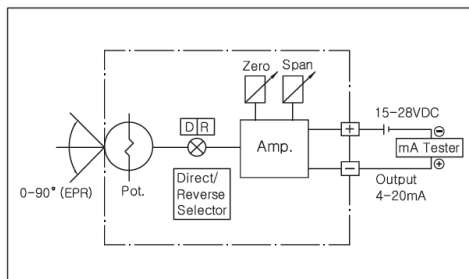 Zero Span
D R
15-28VDC
+
⊖
Amp.
mA Tester
⊕
−
0-90° (EPR)
Pot.
Direct/
Reverse
Selector
Output
4-20mA